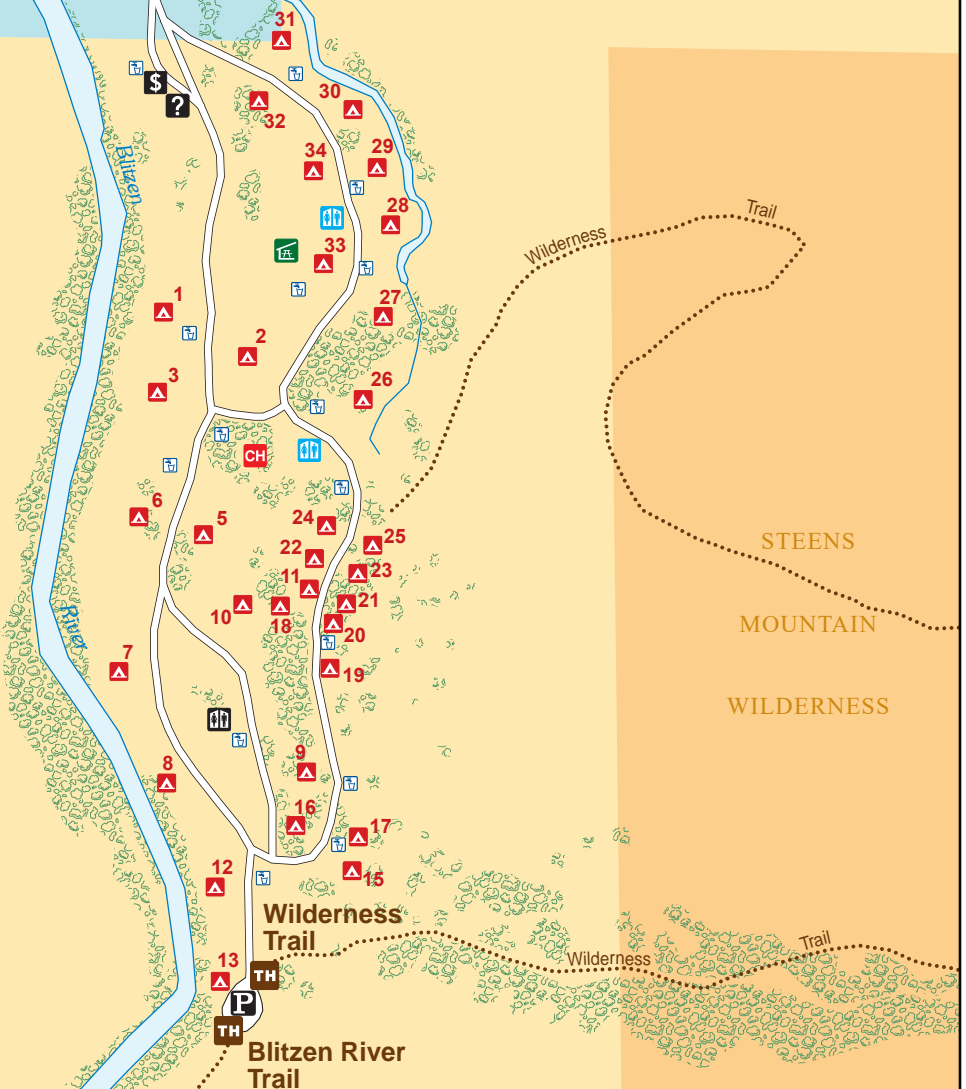 31
$
?
30
32
34
29
Blitzen
28
Trail
Wilderness
33
27
1
2
3
26
CH
6
5
24
22
25
STEENS
11
23
10
18
21
20
MOUNTAIN
River
7
19
WILDERNESS
9
8
16
17
12
15
Wilderness
Trail
Wilderness
Trail
13
TH
P
TH
Blitzen River
Trail